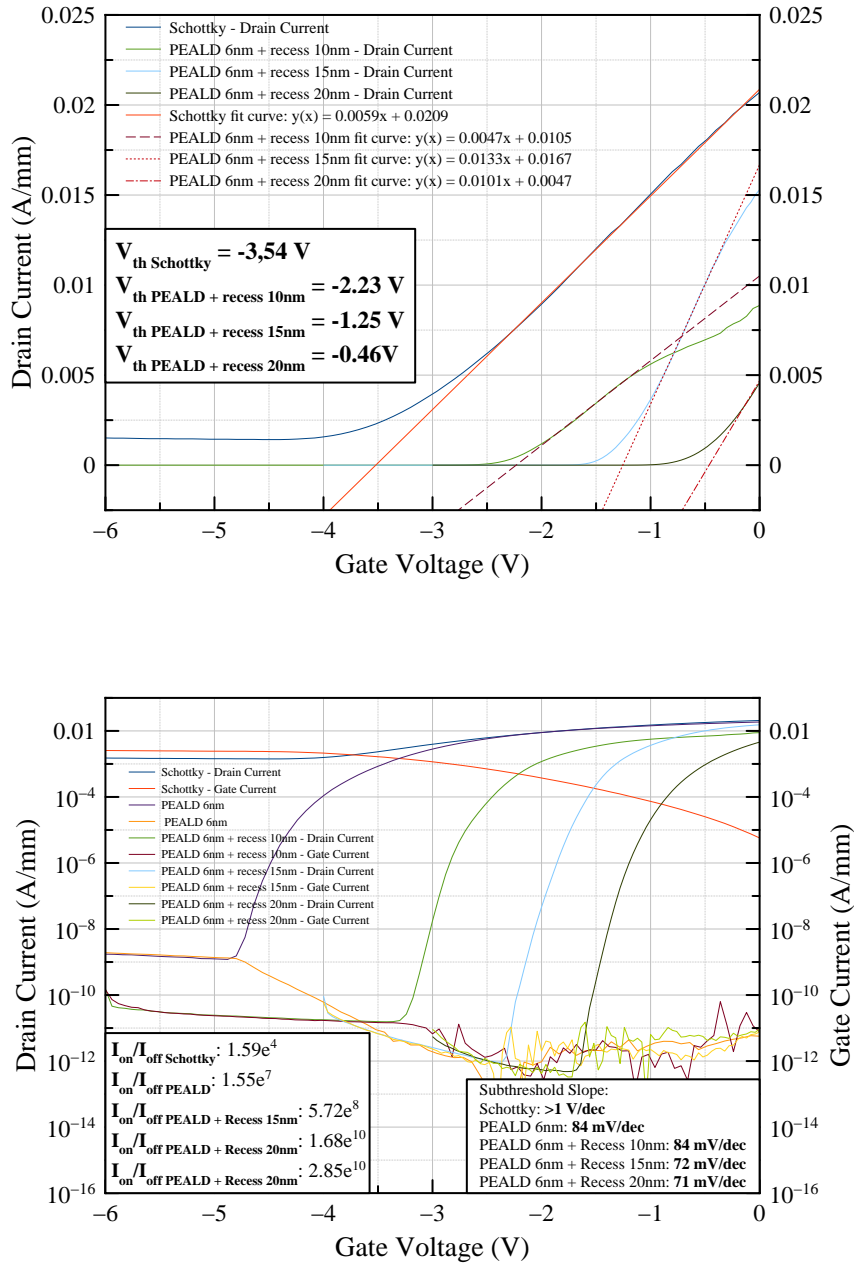 0.025
0.02
0.015
0.01
0.005
0
Drain Current (A/mm)
Schottky - Drain Current
PEALD 6nm + recess 10nm - Drain Current
PEALD 6nm + recess 15nm - Drain Current
PEALD 6nm + recess 20nm - Drain Current
Schottky fit curve: y(x) = 0.0059x + 0.0209
PEALD 6nm + recess 10nm fit curve: y(x) = 0.0047x + 0.0105
PEALD 6nm + recess 15nm fit curve: y(x) = 0.0133x + 0.0167
PEALD 6nm + recess 20nm fit curve: y(x) = 0.0101x + 0.0047
V th Schottky = -3,54 V
V th PEALD + recess 10nm = -2.23 V
V th PEALD + recess 15nm = -1.25 V
V th PEALD + recess 20nm = -0.46V
0.025
0.02
0.015
0.01
0.005
0
−6 −5 −4 −3 −2 −1 0
Gate Voltage (V)
0.01
10−4
10−6
10−8
10−10
10−12
10−14
10−16
Drain Current (A/mm)
Schottky - Drain Current
Schottky - Gate Current
PEALD 6nm
PEALD 6nm
PEALD 6nm + recess 10nm - Drain Current
PEALD 6nm + recess 10nm - Gate Current
PEALD 6nm + recess 15nm - Drain Current
PEALD 6nm + recess 15nm - Gate Current
PEALD 6nm + recess 20nm - Drain Current
PEALD 6nm + recess 20nm - Gate Current
Ion/Ioff Schottky: 1.59e4
Ion/Ioff PEALD: 1.55e7
Ion/Ioff PEALD + Recess 15nm: 5.72e8
Ion/Ioff PEALD + Recess 20nm: 1.68e10
Ion/Ioff PEALD + Recess 20nm: 2.85e10
Subthreshold Slope:
Schottky: >1 V/dec
PEALD 6nm: 84 mV/dec
PEALD 6nm + Recess 10nm: 84 mV/dec
PEALD 6nm + Recess 15nm: 72 mV/dec
PEALD 6nm + Recess 20nm: 71 mV/dec
0.01
10−4
10−6
10−8
10−10
10−12
10−14
10−16
Gate Current (A/mm)
−6 −5 −4 −3 −2 −1 0
Gate Voltage (V)